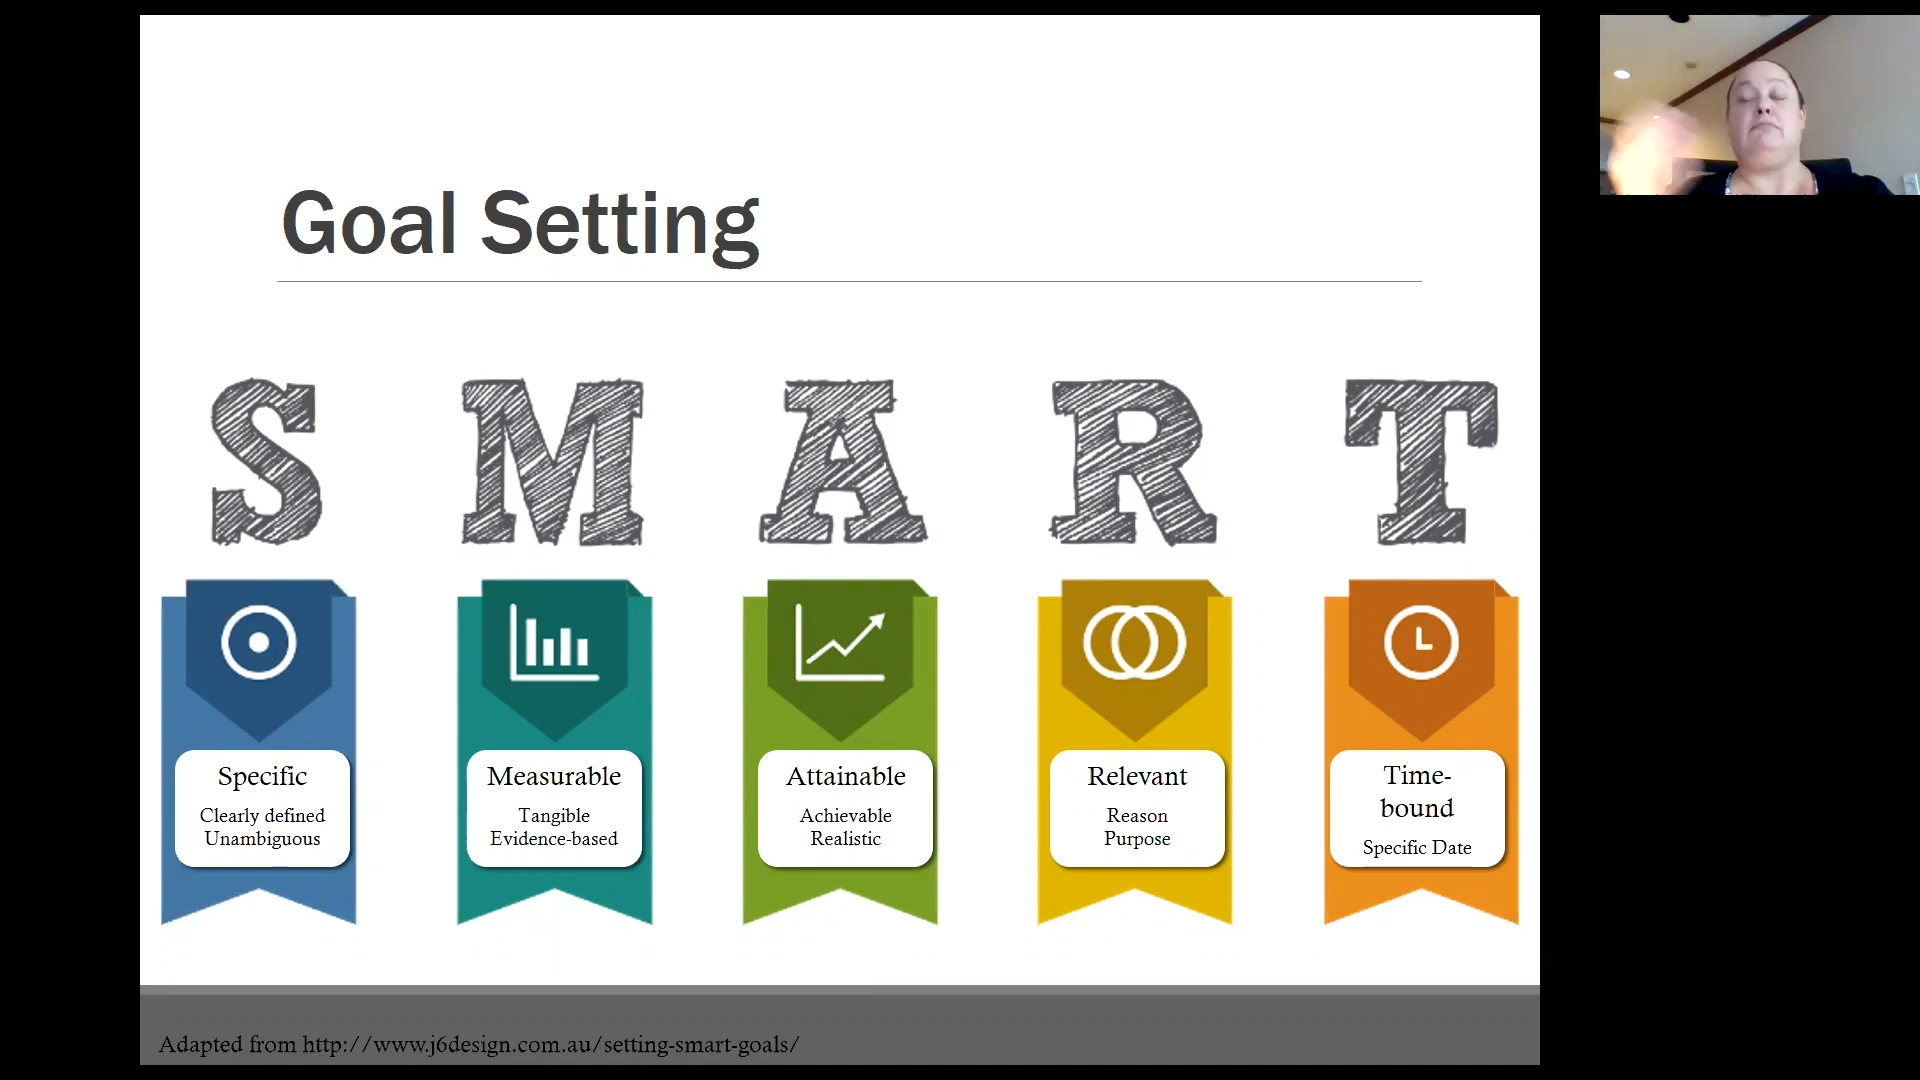 Goal Setting
S M A R T
Specific
Clearly defined
Unambiguous
Measurable
Tangible
Evidence-based
Attainable
Achievable
Realistic
Relevant
Reason
Purpose
Time-
bound
Specific Date
Adapted from http://www.j6design.com.au/setting-smart-goals/